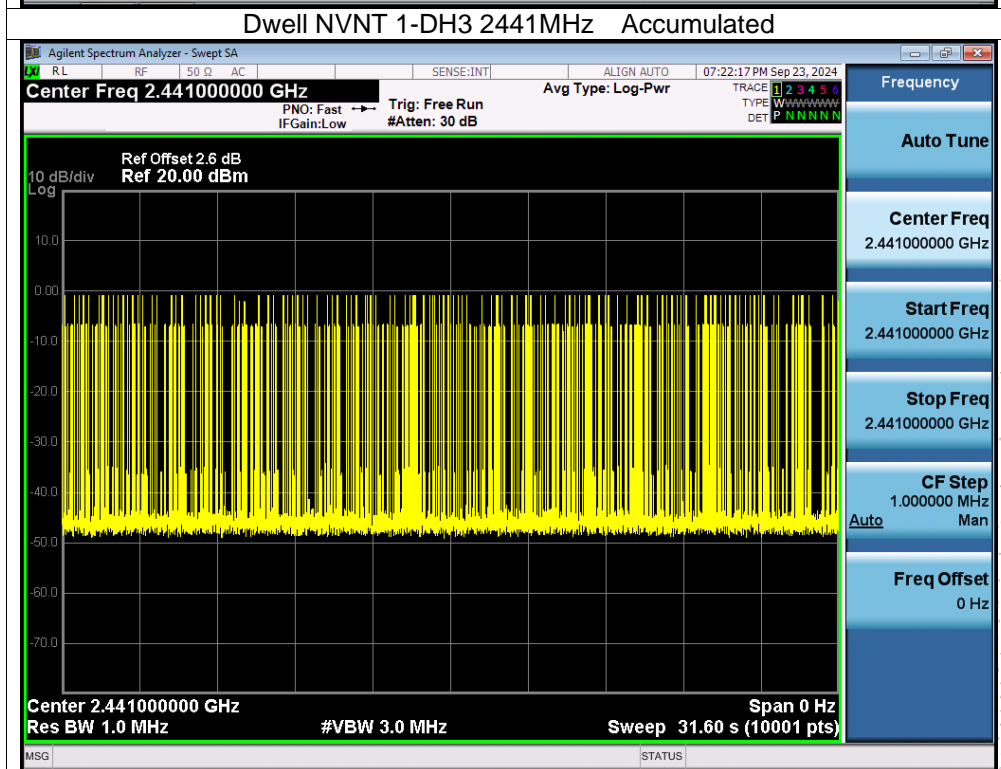 Dwell NVNT 1-DH3 2441MHz Accumulated
Agilent Spectrum Analyzer - Swept SA
LXI RL RF 50 Ω AC SENSE:INT ALIGN AUTO 07:22:17 PM Sep 23, 2024
Center Freq 2.441000000 GHz Avg Type: Log-Pwr TRACE 1 2 3 4 5 6
PNO: Fast Trig: Free Run TYPE WWWWWW
IFGain:Low #Atten: 30 dB DET P N N N N N
Frequency
Auto Tune
Center Freq
2.441000000 GHz
Start Freq
2.441000000 GHz
Stop Freq
2.441000000 GHz
CF Step
1.000000 MHz
Auto Man
Freq Offset
0 Hz
Ref Offset 2.6 dB
10 dB/div Ref 20.00 dBm
Log
10.0
0.00
-10.0
-20.0
-30.0
-40.0
-50.0
-60.0
-70.0
Center 2.441000000 GHz Span 0 Hz
Res BW 1.0 MHz #VBW 3.0 MHz Sweep 31.60 s (10001 pts)
MSG STATUS